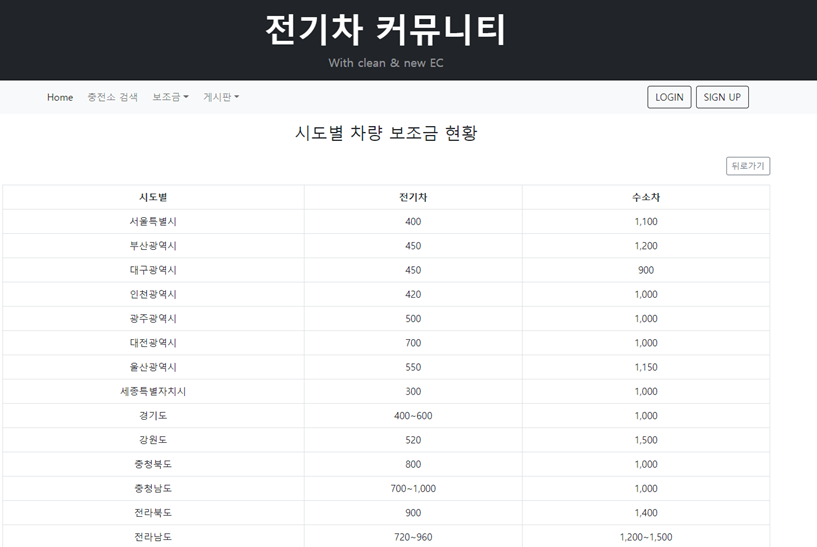 전기차 커뮤니티
With clean & new EC
Home 충전소 검색 보조금 게시판 LOGIN SIGN UP
시도별 차량 보조금 현황
뒤로가기
시도별 전기차 수소차
서울특별시 400 1,100
부산광역시 450 1,200
대구광역시 450 900
인천광역시 420 1,000
광주광역시 500 1,000
대전광역시 700 1,000
울산광역시 550 1,150
세종특별자치시 300 1,000
경기도 400~600 1,000
강원도 520 1,500
충청북도 800 1,000
충청남도 700~1,000 1,000
전라북도 900 1,400
전라남도 720~960 1,200~1,500